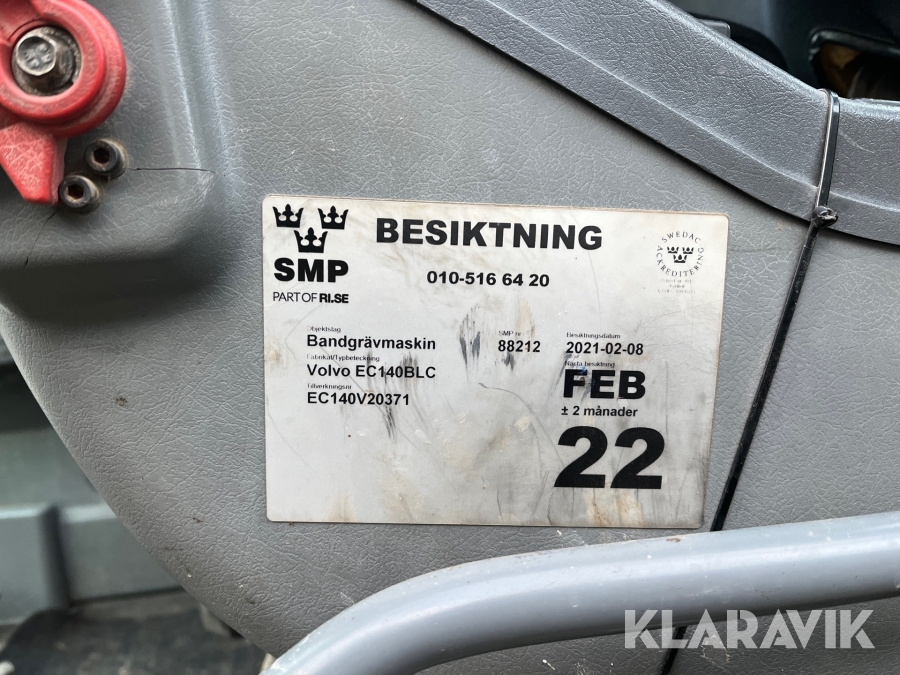 BESIKTNING
SMP
PART OF RI.SE
010-516 64 20
SWEDAC
ACKREDITERING
Objektslag
Bandgrävmaskin
SMP nr
88212
Besiktningsdatum
2021-02-08
Fabrikat/Typbeteckning
Volvo EC140BLC
Nästa besiktning
FEB
Tillverkningsnr
EC140V20371
± 2 månader
22
KLARAVIK